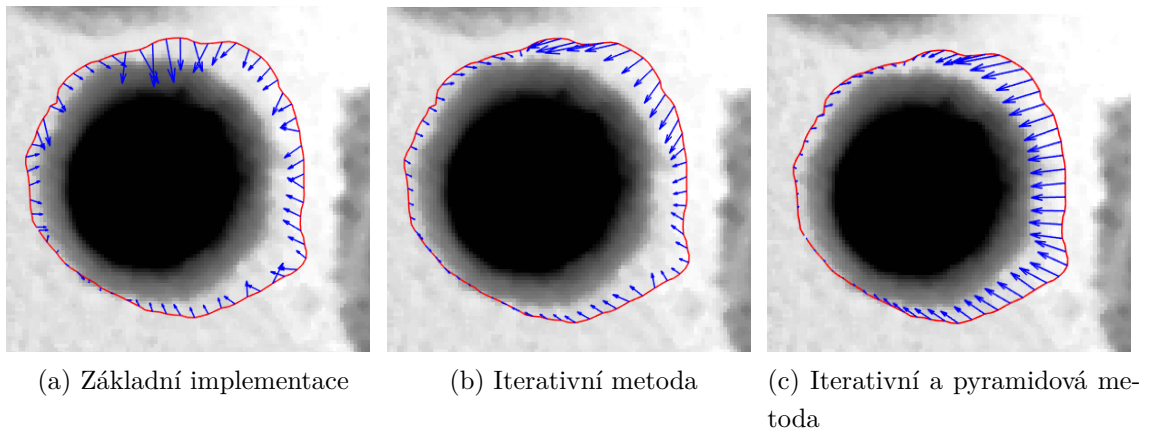 (a) Základní implementace
(b) Iterativní metoda
(c) Iterativní a pyramidová me-
toda